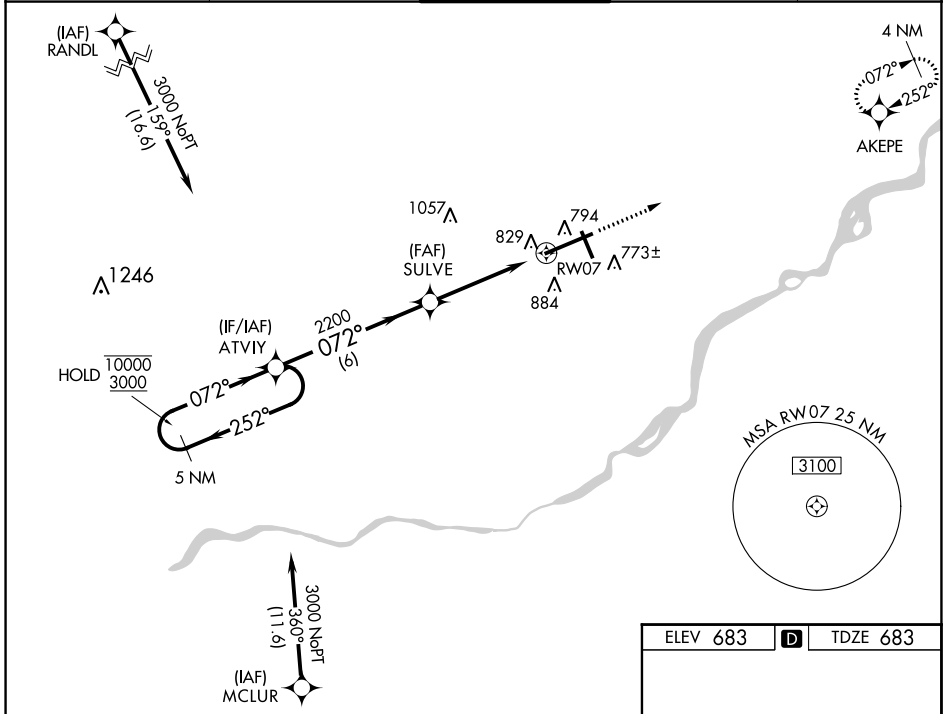 (IAF)
RANDL
3000 NoPT
159°
(16.6)
4 NM
072°
252°
AKEPE
1057
829
794
(FAF)
SULVE
RW07
773±
884
1246
(IF/IAF)
ATVIY
2200
072°
(6)
HOLD
10000
3000
072°
252°
5 NM
MSA RW07 25 NM
3100
3000 NoPT
360°
(11.6)
(IAF)
MCLUR
ELEV 683 D TDZE 683